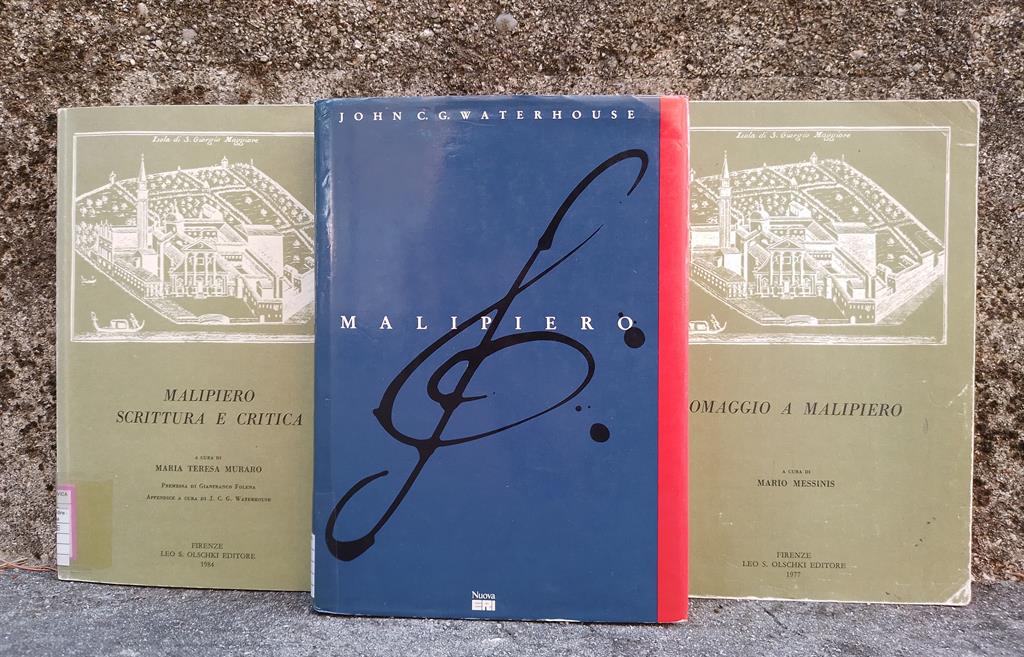 Isola di S. Giorgio Maggiore
MALIPIERO
SCRITTURA E CRITICA
A CURA DI
MARIA TERESA MURARO
PREMESSA DI GIANFRANCO FOLENA
APPENDICE A CURA DI J. C. G. WATERHOUSE
FIRENZE
LEO S. OLSCHKI EDITORE
1984
JOHN C. G. WATERHOUSE
MALIPIERO
Nuova
ERI
Isola di S. Giorgio Maggiore
OMAGGIO A MALIPIERO
A CURA DI
MARIO MESSINIS
FIRENZE
LEO S. OLSCHKI EDITORE
1977